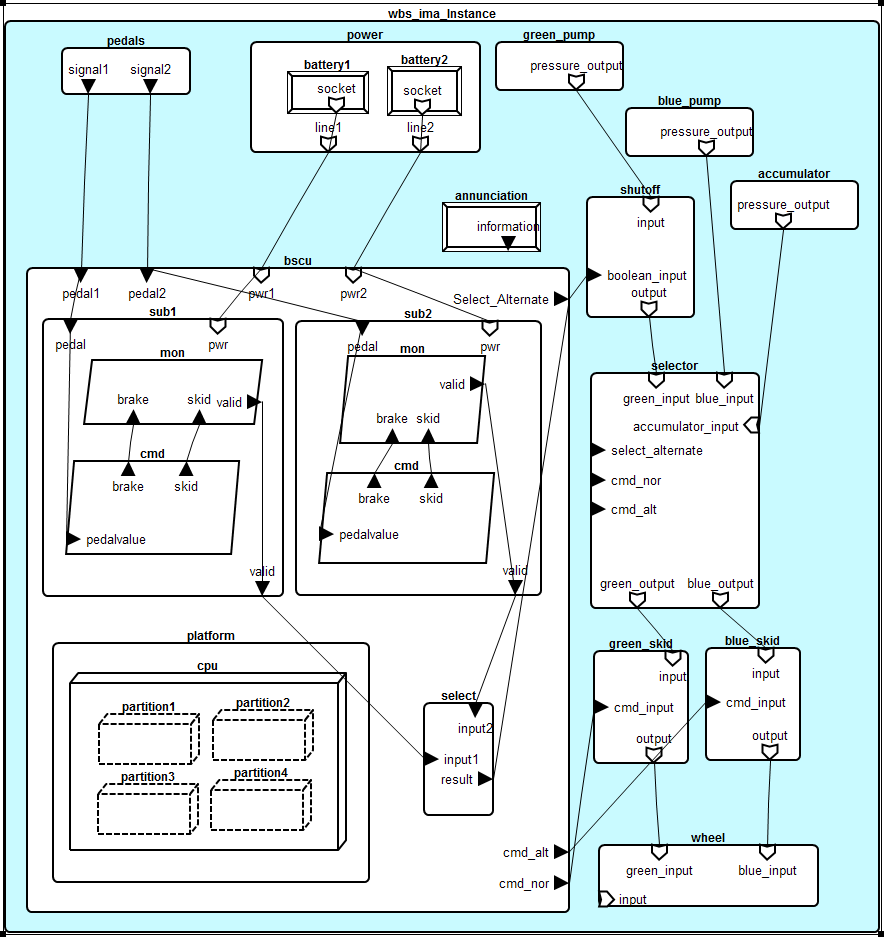 wbs_ima_Instance
pedals
signal1
signal2
power
battery1
socket
battery2
socket
line1
line2
green_pump
pressure_output
blue_pump
pressure_output
accumulator
pressure_output
annunciation
information
shutoff
input
boolean_input
output
bscu
pedal1
pedal2
pwr1
pwr2
Select_Alternate
sub1
pedal
pwr
mon
brake
skid
valid
cmd
brake
skid
pedalvalue
valid
sub2
pedal
pwr
mon
valid
brake
skid
cmd
brake
skid
pedalvalue
valid
selector
green_input
blue_input
accumulator_input
select_alternate
cmd_nor
cmd_alt
green_output
blue_output
platform
cpu
partition1
partition2
partition3
partition4
select
input2
input1
result
cmd_alt
cmd_nor
green_skid
input
cmd_input
output
blue_skid
input
cmd_input
output
wheel
green_input
blue_input
input